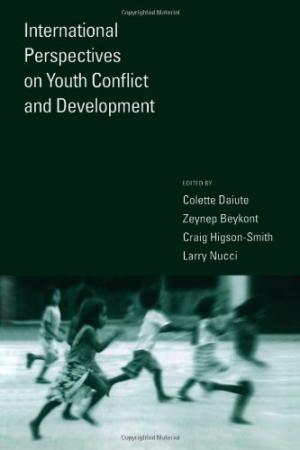 International
Perspectives
on Youth Conflict
and Development
EDITED BY
Colette Daiute
Zeynep Beykont
Craig Higson-Smith
Larry Nucci